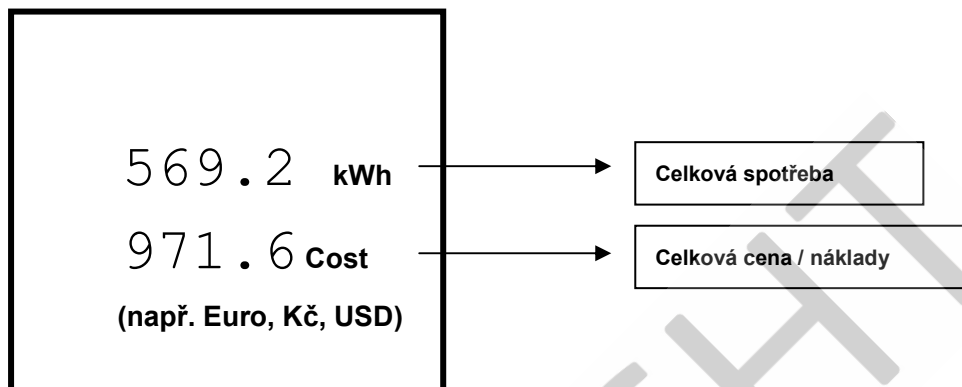 569.2 kWh
Celková spotřeba
971.6 Cost
Celková cena / náklady
(např. Euro, Kč, USD)